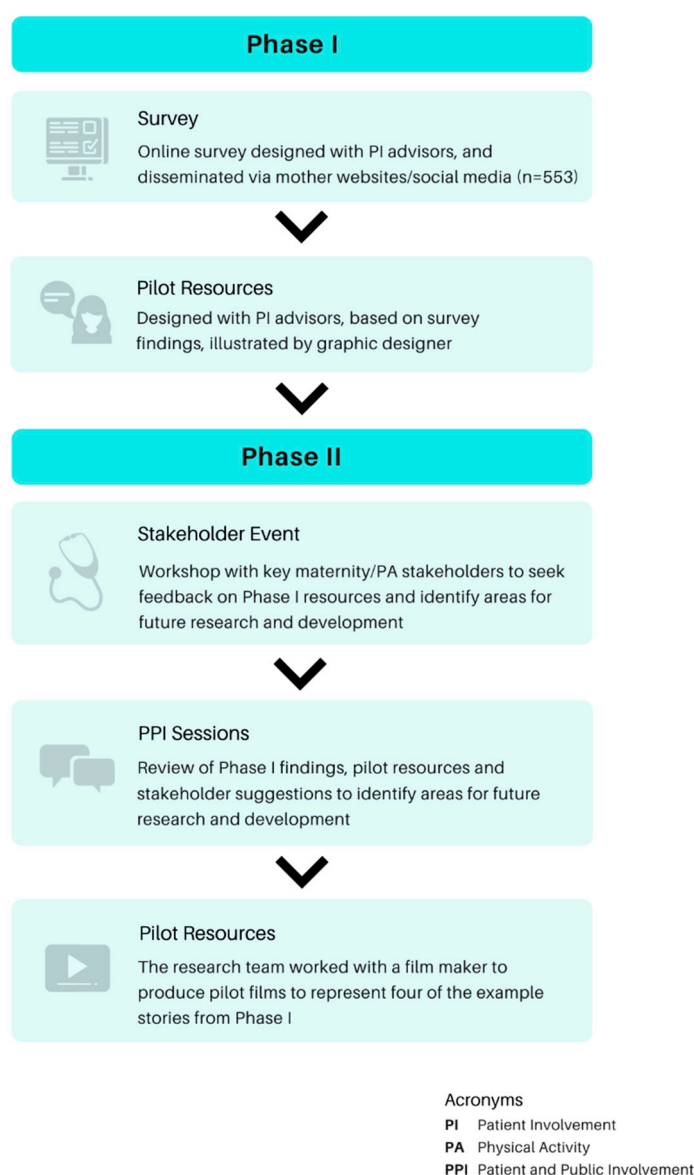 Phase I
Survey
Online survey designed with PI advisors, and
disseminated via mother websites/social media (n=553)
Pilot Resources
Designed with PI advisors, based on survey
findings, illustrated by graphic designer
Phase II
Stakeholder Event
Workshop with key maternity/PA stakeholders to seek
feedback on Phase I resources and identify areas for
future research and development
PPI Sessions
Review of Phase I findings, pilot resources and
stakeholder suggestions to identify areas for future
research and development
Pilot Resources
The research team worked with a film maker to
produce pilot films to represent four of the example
stories from Phase I
Acronyms
PI Patient Involvement
PA Physical Activity
PPI Patient and Public Involvement